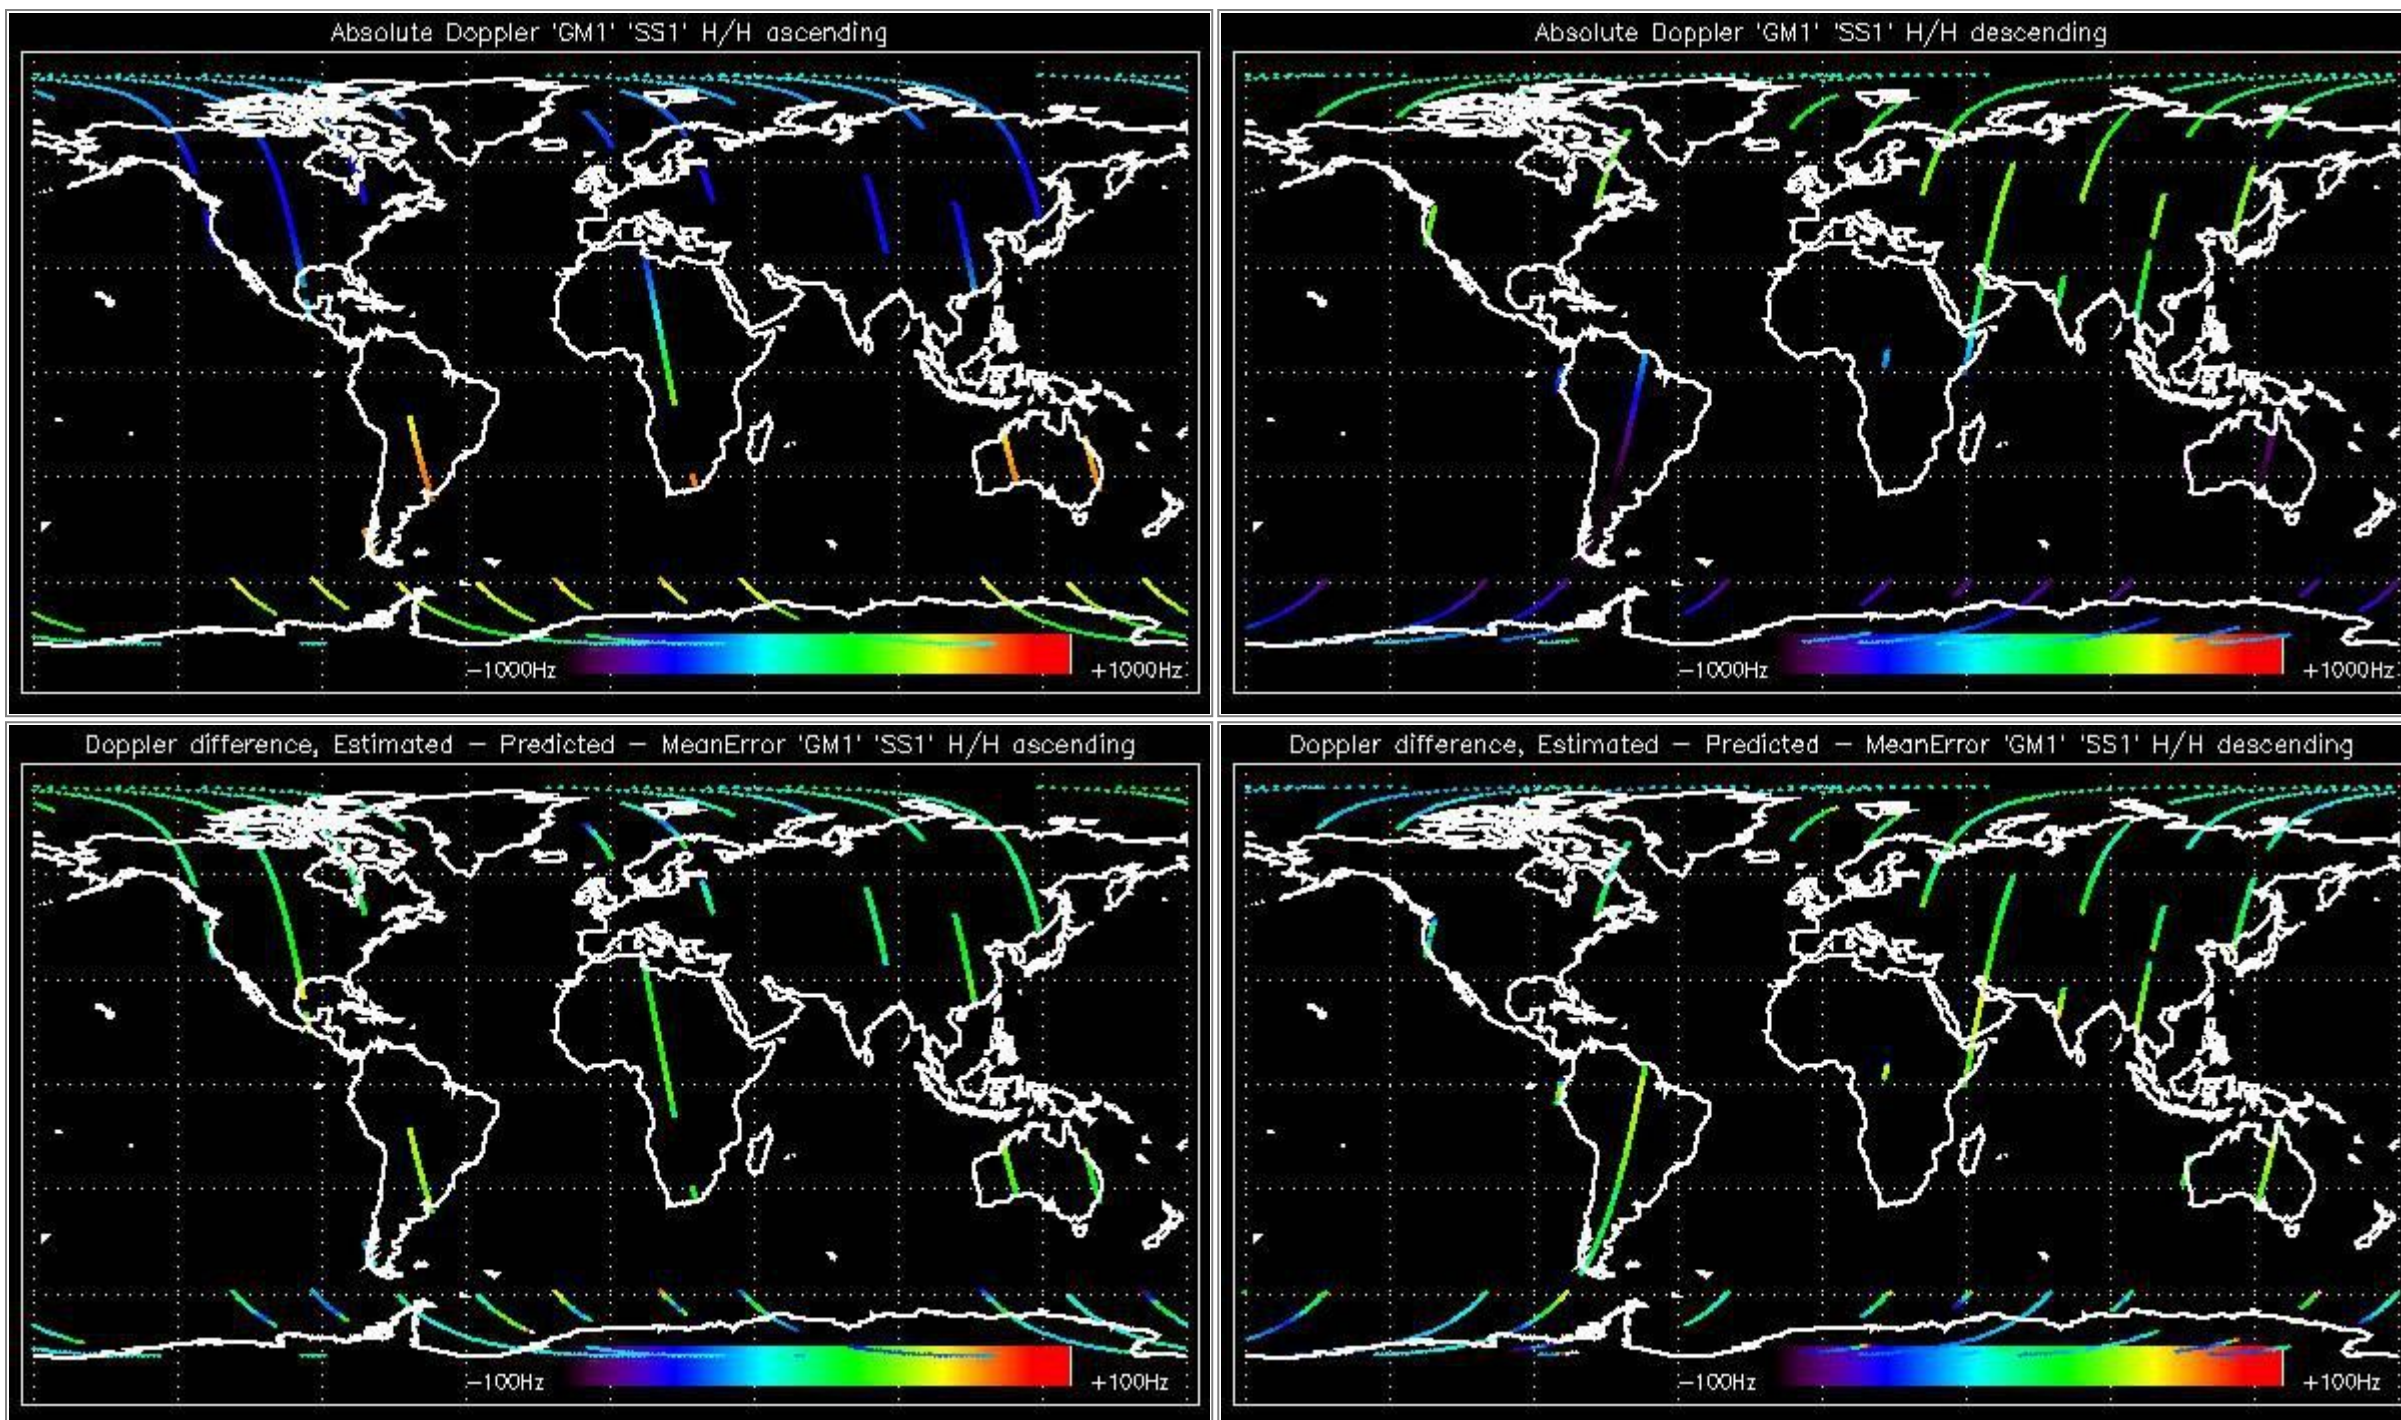 Absolute Doppler 'GM1' 'SS1' H/H ascending
−1000Hz
+1000Hz
Absolute Doppler 'GM1' 'SS1' H/H descending
−1000Hz
+1000Hz
Doppler difference, Estimated − Predicted − MeanError 'GM1' 'SS1' H/H ascending
−100Hz
+100Hz
Doppler difference, Estimated − Predicted − MeanError 'GM1' 'SS1' H/H descending
−100Hz
+100Hz